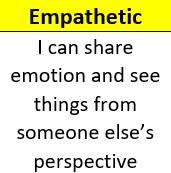 Empathetic
I can share
emotion and see
things from
someone else’s
perspective